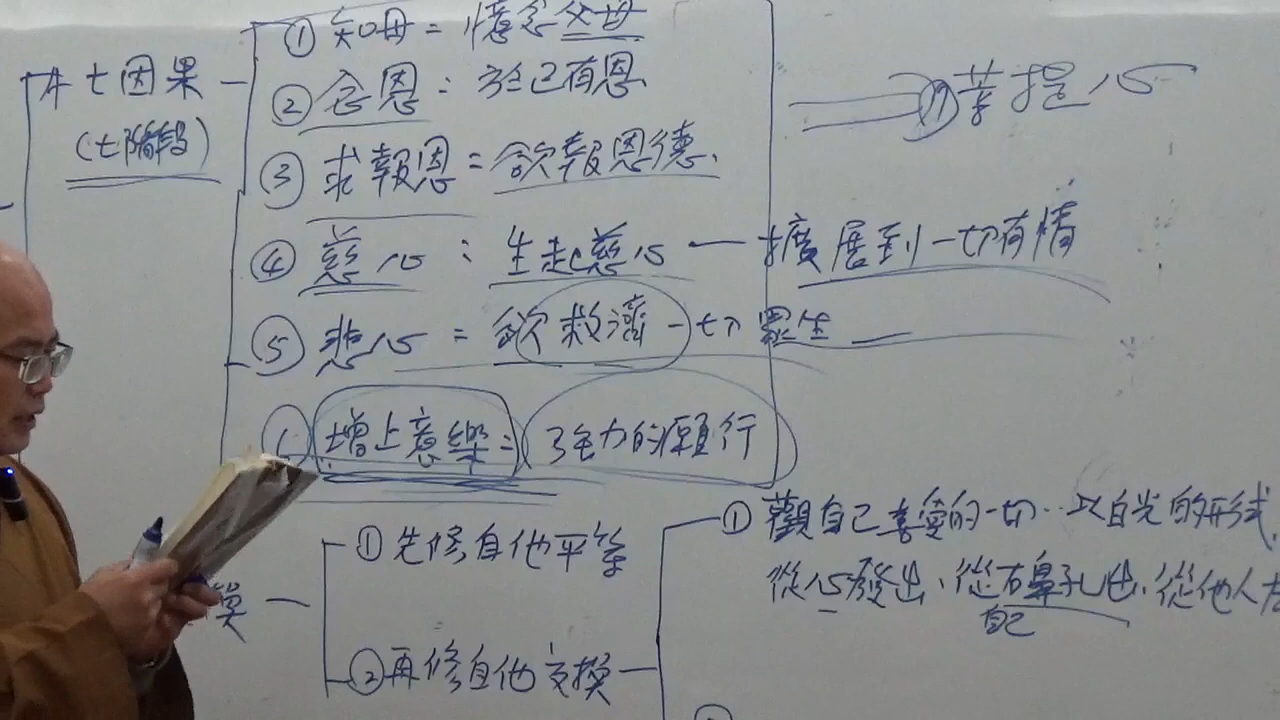 ① 知母 = 憶念父母
A 七因果
(七階段)
② 念恩 : 於己有恩
③ 求報恩 = 欲報恩德.
④ 慈心 : 生起慈心 — 擴展到一切有情
⑤ 悲心 = 欲救濟一切眾生
⑥ 增上意樂 = 強力的願行
⑦ 菩提心
換
① 先修自他平等
② 再修自他交換
① 觀自己喜愛的一切‥以白光的形式,
從心發出、從右鼻孔出、從他人左
自己